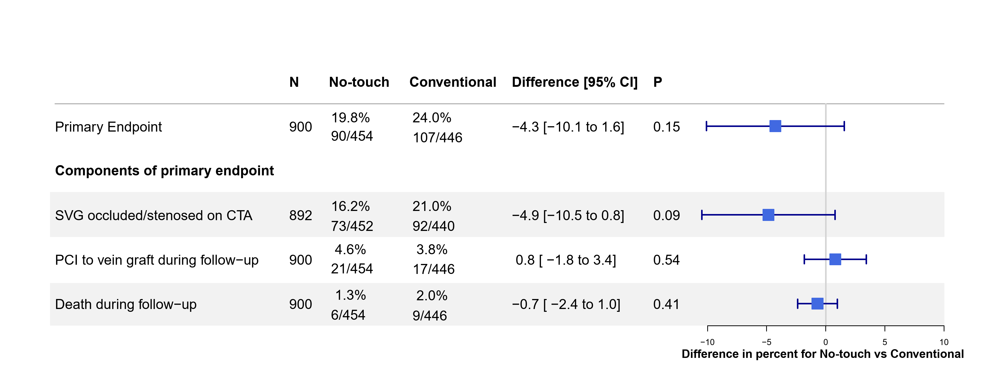 N No-touch Conventional Difference [95% CI] P
19.8% 24.0%
Primary Endpoint 900 −4.3 [−10.1 to 1.6] 0.15
90/454 107/446
Components of primary endpoint
16.2% 21.0%
SVG occluded/stenosed on CTA 892 −4.9 [−10.5 to 0.8] 0.09
73/452 92/440
4.6% 3.8%
PCI to vein graft during follow−up 900 0.8 [ −1.8 to 3.4] 0.54
21/454 17/446
1.3% 2.0%
Death during follow−up 900 −0.7 [ −2.4 to 1.0] 0.41
6/454 9/446
−10 −5 0 5 10
Difference in percent for No-touch vs Conventional